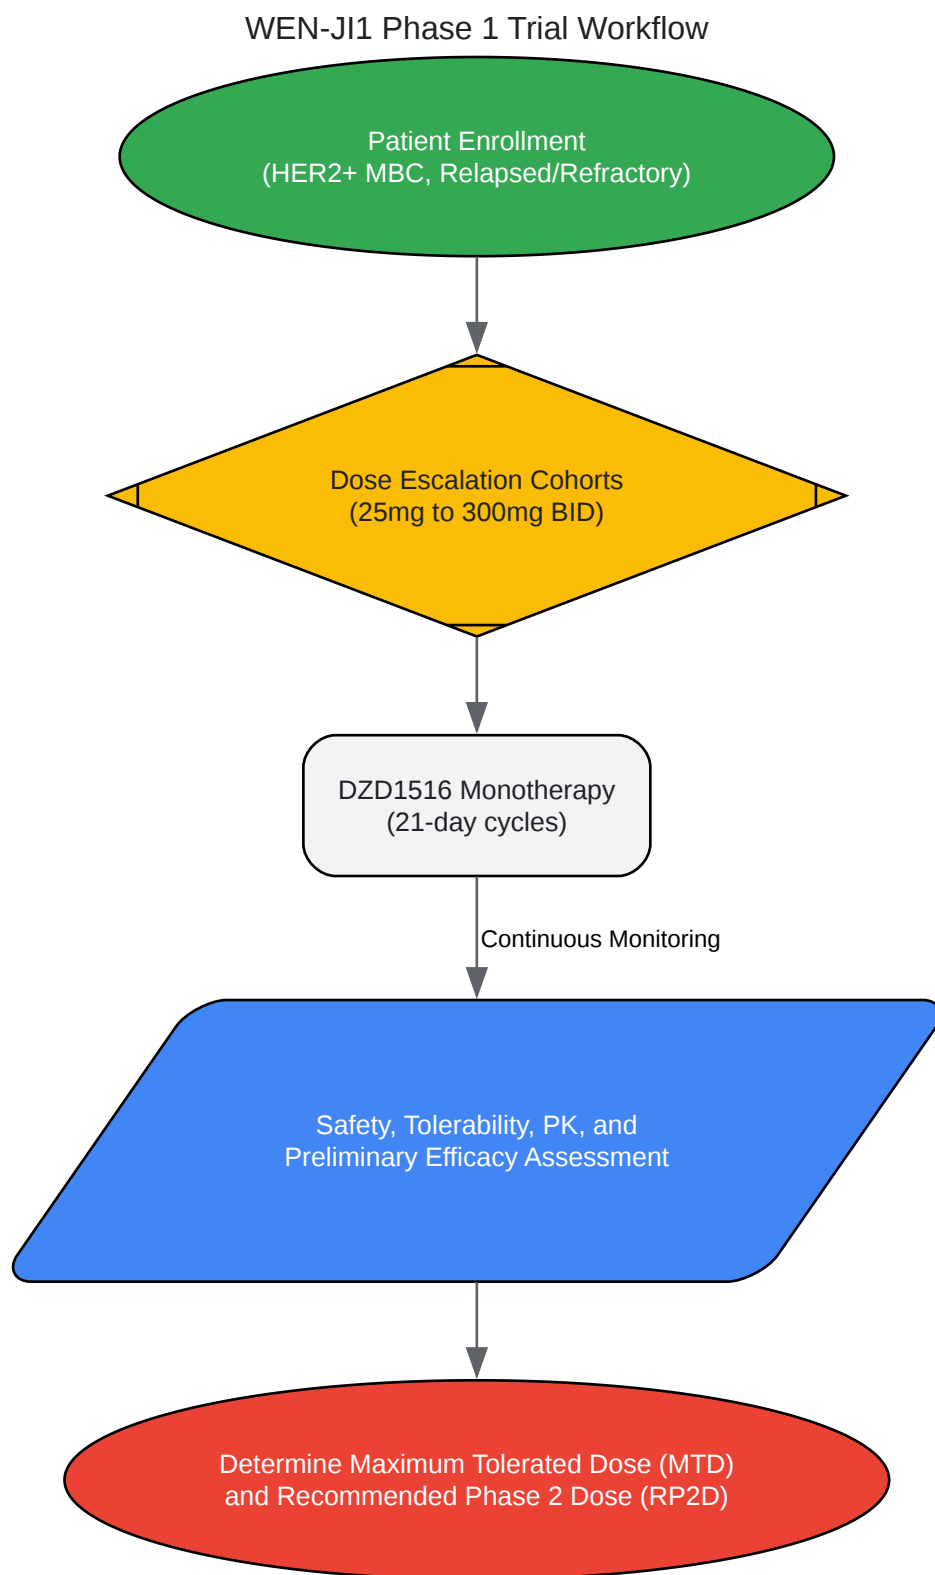 WEN-JI1 Phase 1 Trial Workflow
Patient Enrollment
(HER2+ MBC, Relapsed/Refractory)
Dose Escalation Cohorts
(25mg to 300mg BID)
DZD1516 Monotherapy
(21-day cycles)
Continuous Monitoring
Safety, Tolerability, PK, and
Preliminary Efficacy Assessment
Determine Maximum Tolerated Dose (MTD)
and Recommended Phase 2 Dose (RP2D)